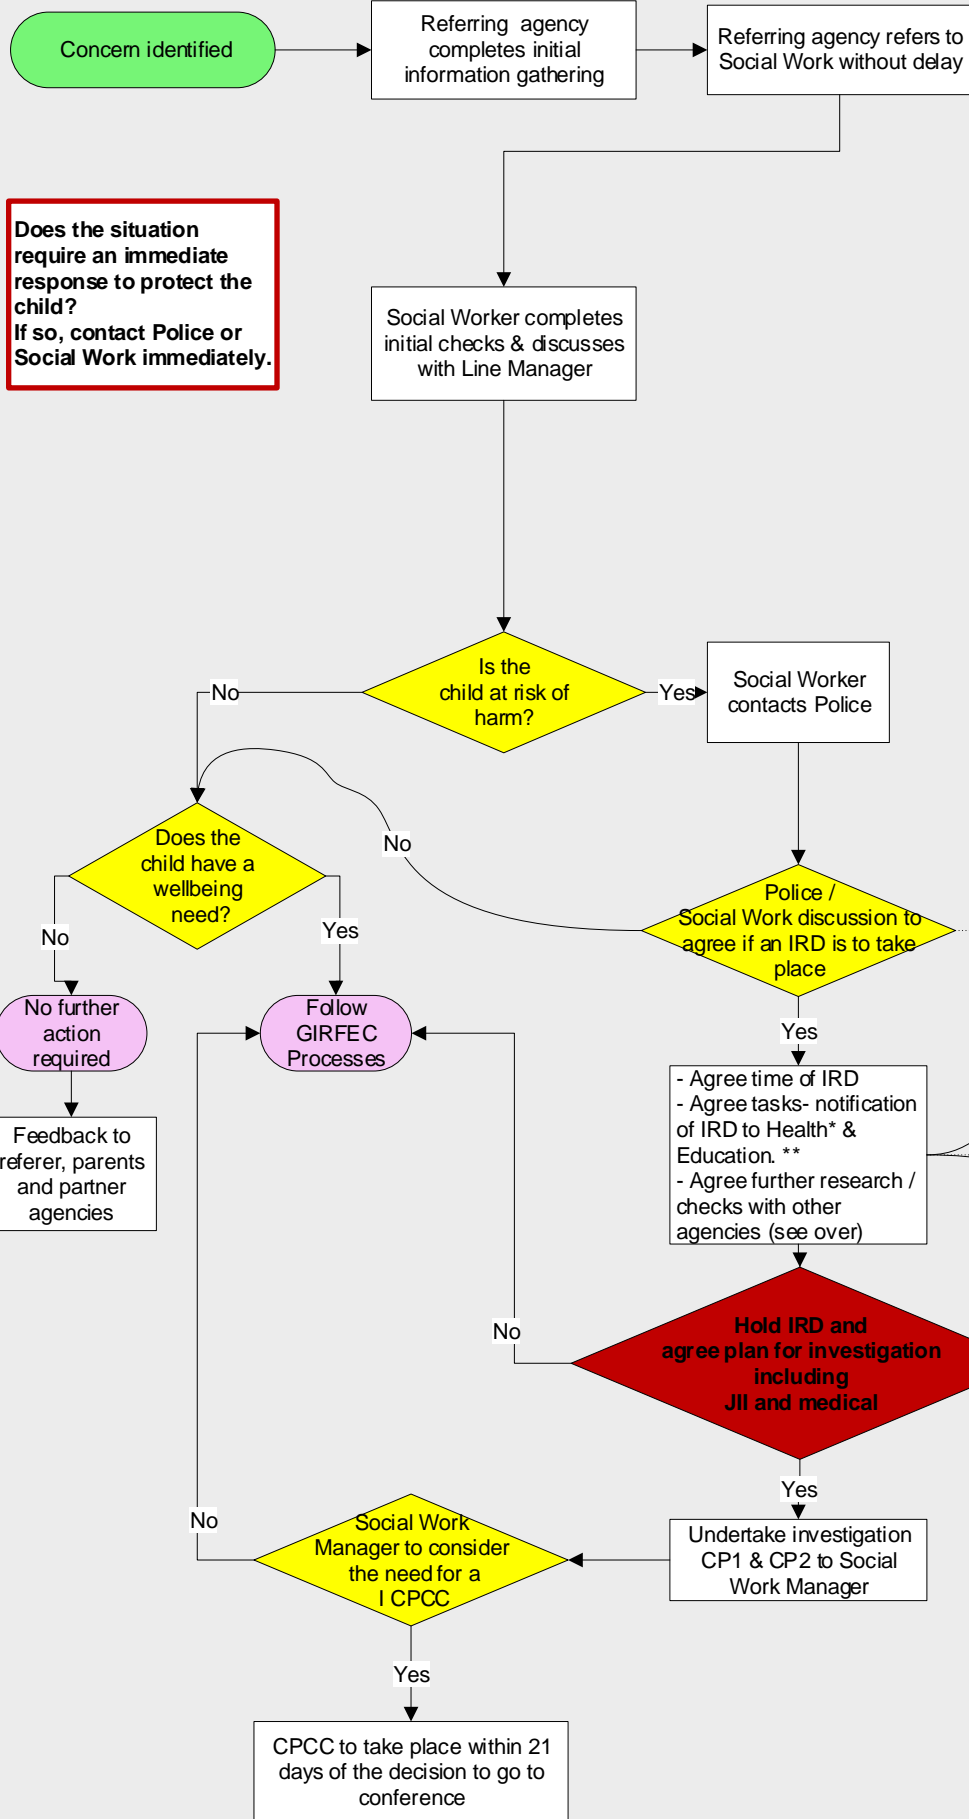 Concern identified
Referring agency
completes initial
information gathering
Referring agency refers to
Social Work without delay
Does the situation
require an immediate
response to protect the
child?
If so, contact Police or
Social Work immediately.
Social Worker completes
initial checks & discusses
with Line Manager
Is the
child at risk of
harm?
No
Yes
Social Worker
contacts Police
Does the
child have a
wellbeing
need?
No
Police /
Social Work discussion to
agree if an IRD is to take
place
No
Yes
Yes
No further
action
required
Follow
GIRFEC
Processes
- Agree time of IRD
- Agree tasks- notification
of IRD to Health* &
Education. **
- Agree further research /
checks with other
agencies (see over)
Feedback to
referer, parents
and partner
agencies
No
Hold IRD and
agree plan for investigation
including
JII and medical
Yes
No
Social Work
Manager to consider
the need for a
I CPCC
Undertake investigation
CP1 & CP2 to Social
Work Manager
Yes
CPCC to take place within 21
days of the decision to go to
conference